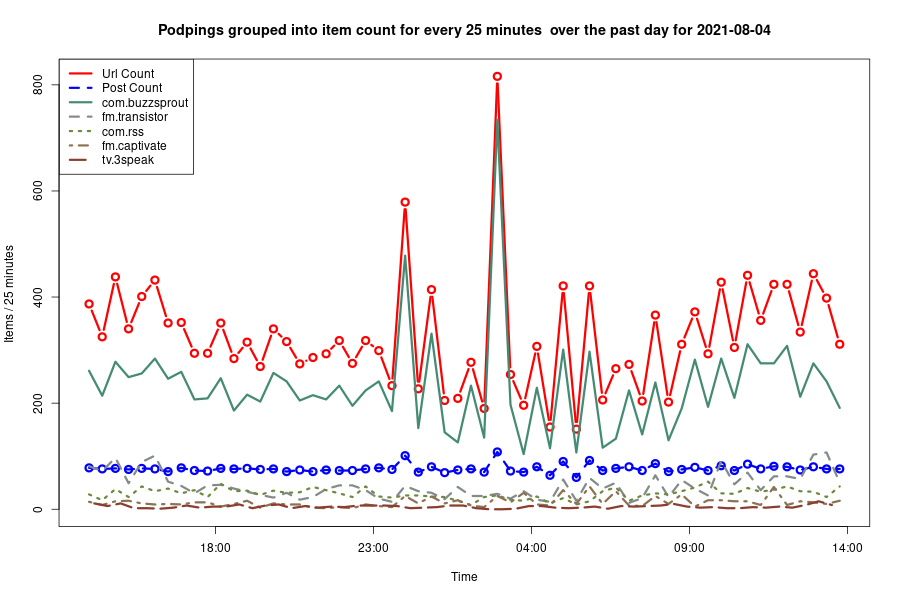 Podpings grouped into item count for every 25 minutes  over the past day for 2021-08-04
Url Count
Post Count
com.buzzsprout
fm.transistor
com.rss
fm.captivate
tv.3speak
Items / 25 minutes
800
600
400
200
0
18:00
23:00
04:00
09:00
14:00
Time